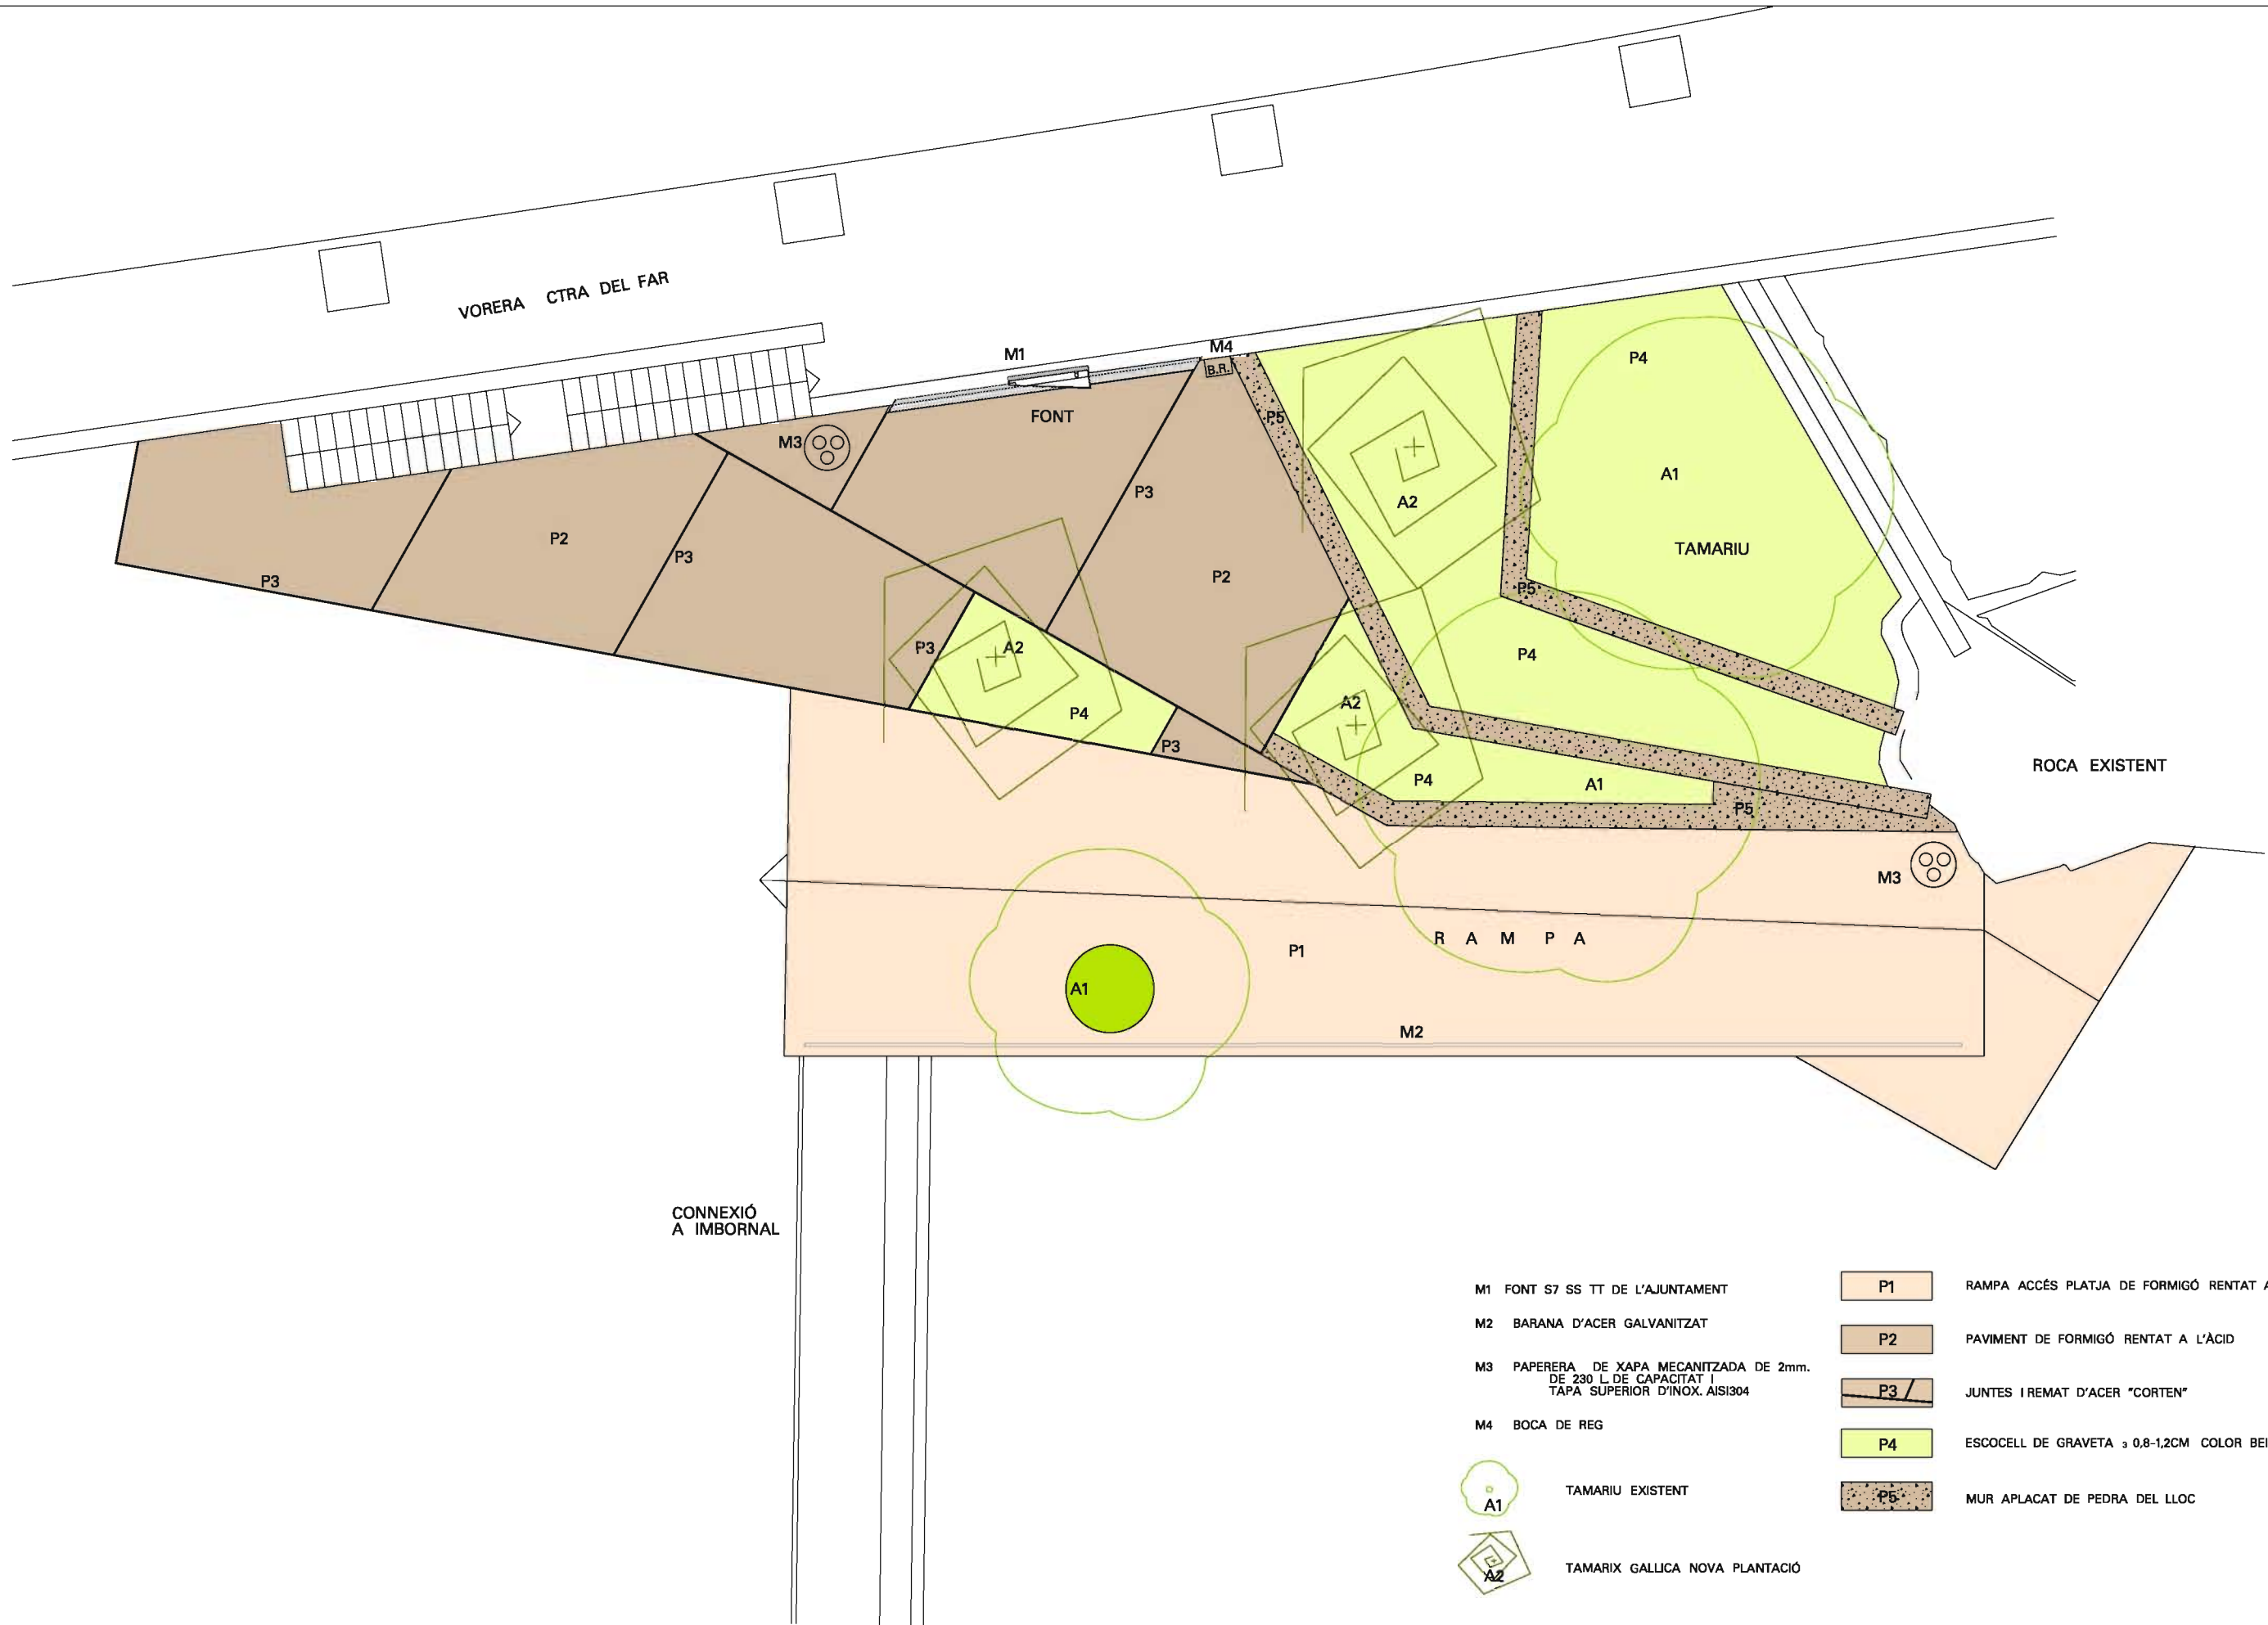 VORERA CTRA DEL FAR
M1
M4
B.R.
P4
P5
FONT
M3
A1
P3
A2
P2
TAMARIU
P2
P3
P2
P3
P5
P3
A2
P4
A2
P4
P3
ROCA EXISTENT
P4
A1
P5
M3
R A M P A
P1
A1
M2
CONNEXIÓ
A IMBORNAL
M1 FONT S7 SS TT DE L'AJUNTAMENT
M2 BARANA D'ACER GALVANITZAT
M3 PAPERERA DE XAPA MECANITZADA DE 2mm.
DE 230 L. DE CAPACITAT I
TAPA SUPERIOR D'INOX. AISI304
M4 BOCA DE REG
A1 TAMARIU EXISTENT
A2 TAMARIX GALLICA NOVA PLANTACIÓ
P1 RAMPA ACCÉS PLATJA DE FORMIGÓ RENTAT A
P2 PAVIMENT DE FORMIGÓ RENTAT A L'ÀCID
P3 JUNTES I REMAT D'ACER "CORTEN"
P4 ESCOCELL DE GRAVETA 3 0,8-1,2CM COLOR BEI
P5 MUR APLACAT DE PEDRA DEL LLOC